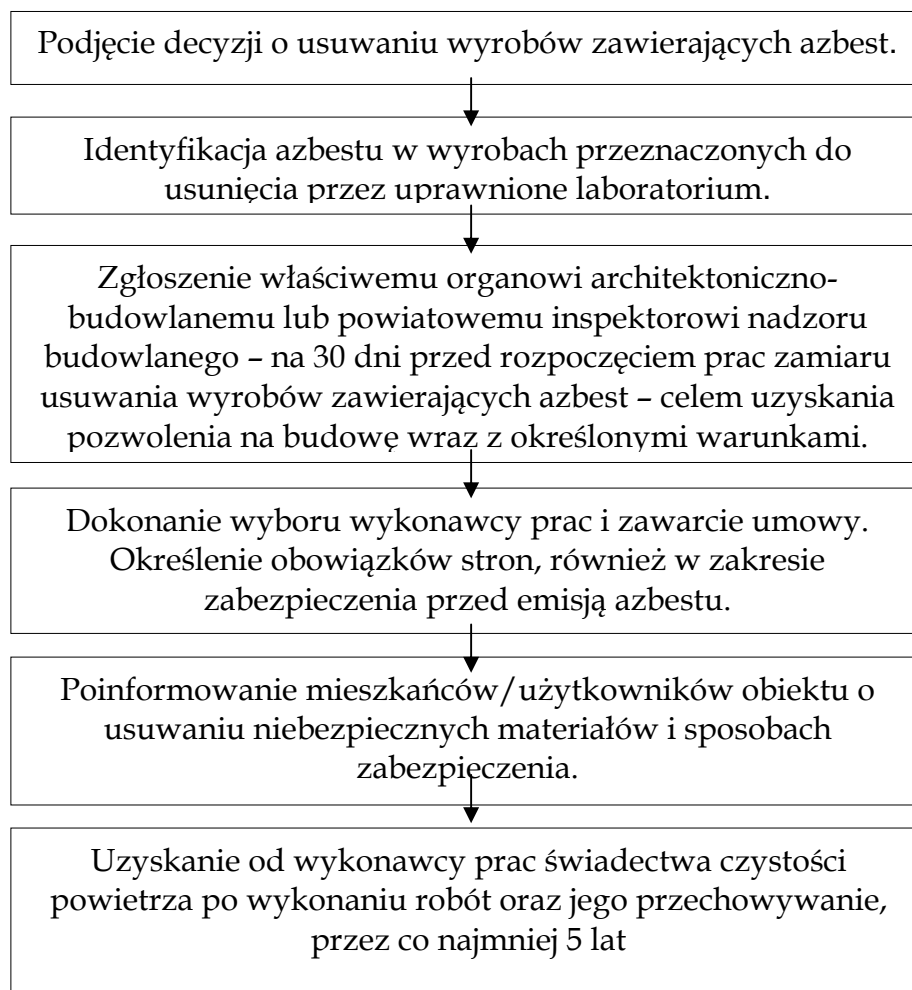 Podjęcie decyzji o usuwaniu wyrobów zawierających azbest.
Identyfikacja azbestu w wyrobach przeznaczonych do
usunięcia przez uprawnione laboratorium.
Zgłoszenie właściwemu organowi architektoniczno-
budowlanemu lub powiatowemu inspektorowi nadzoru
budowlanego – na 30 dni przed rozpoczęciem prac zamiaru
usuwania wyrobów zawierających azbest – celem uzyskania
pozwolenia na budowę wraz z określonymi warunkami.
Dokonanie wyboru wykonawcy prac i zawarcie umowy.
Określenie obowiązków stron, również w zakresie
zabezpieczenia przed emisją azbestu.
Poinformowanie mieszkańców/użytkowników obiektu o
usuwaniu niebezpiecznych materiałów i sposobach
zabezpieczenia.
Uzyskanie od wykonawcy prac świadectwa czystości
powietrza po wykonaniu robót oraz jego przechowywanie,
przez co najmniej 5 lat